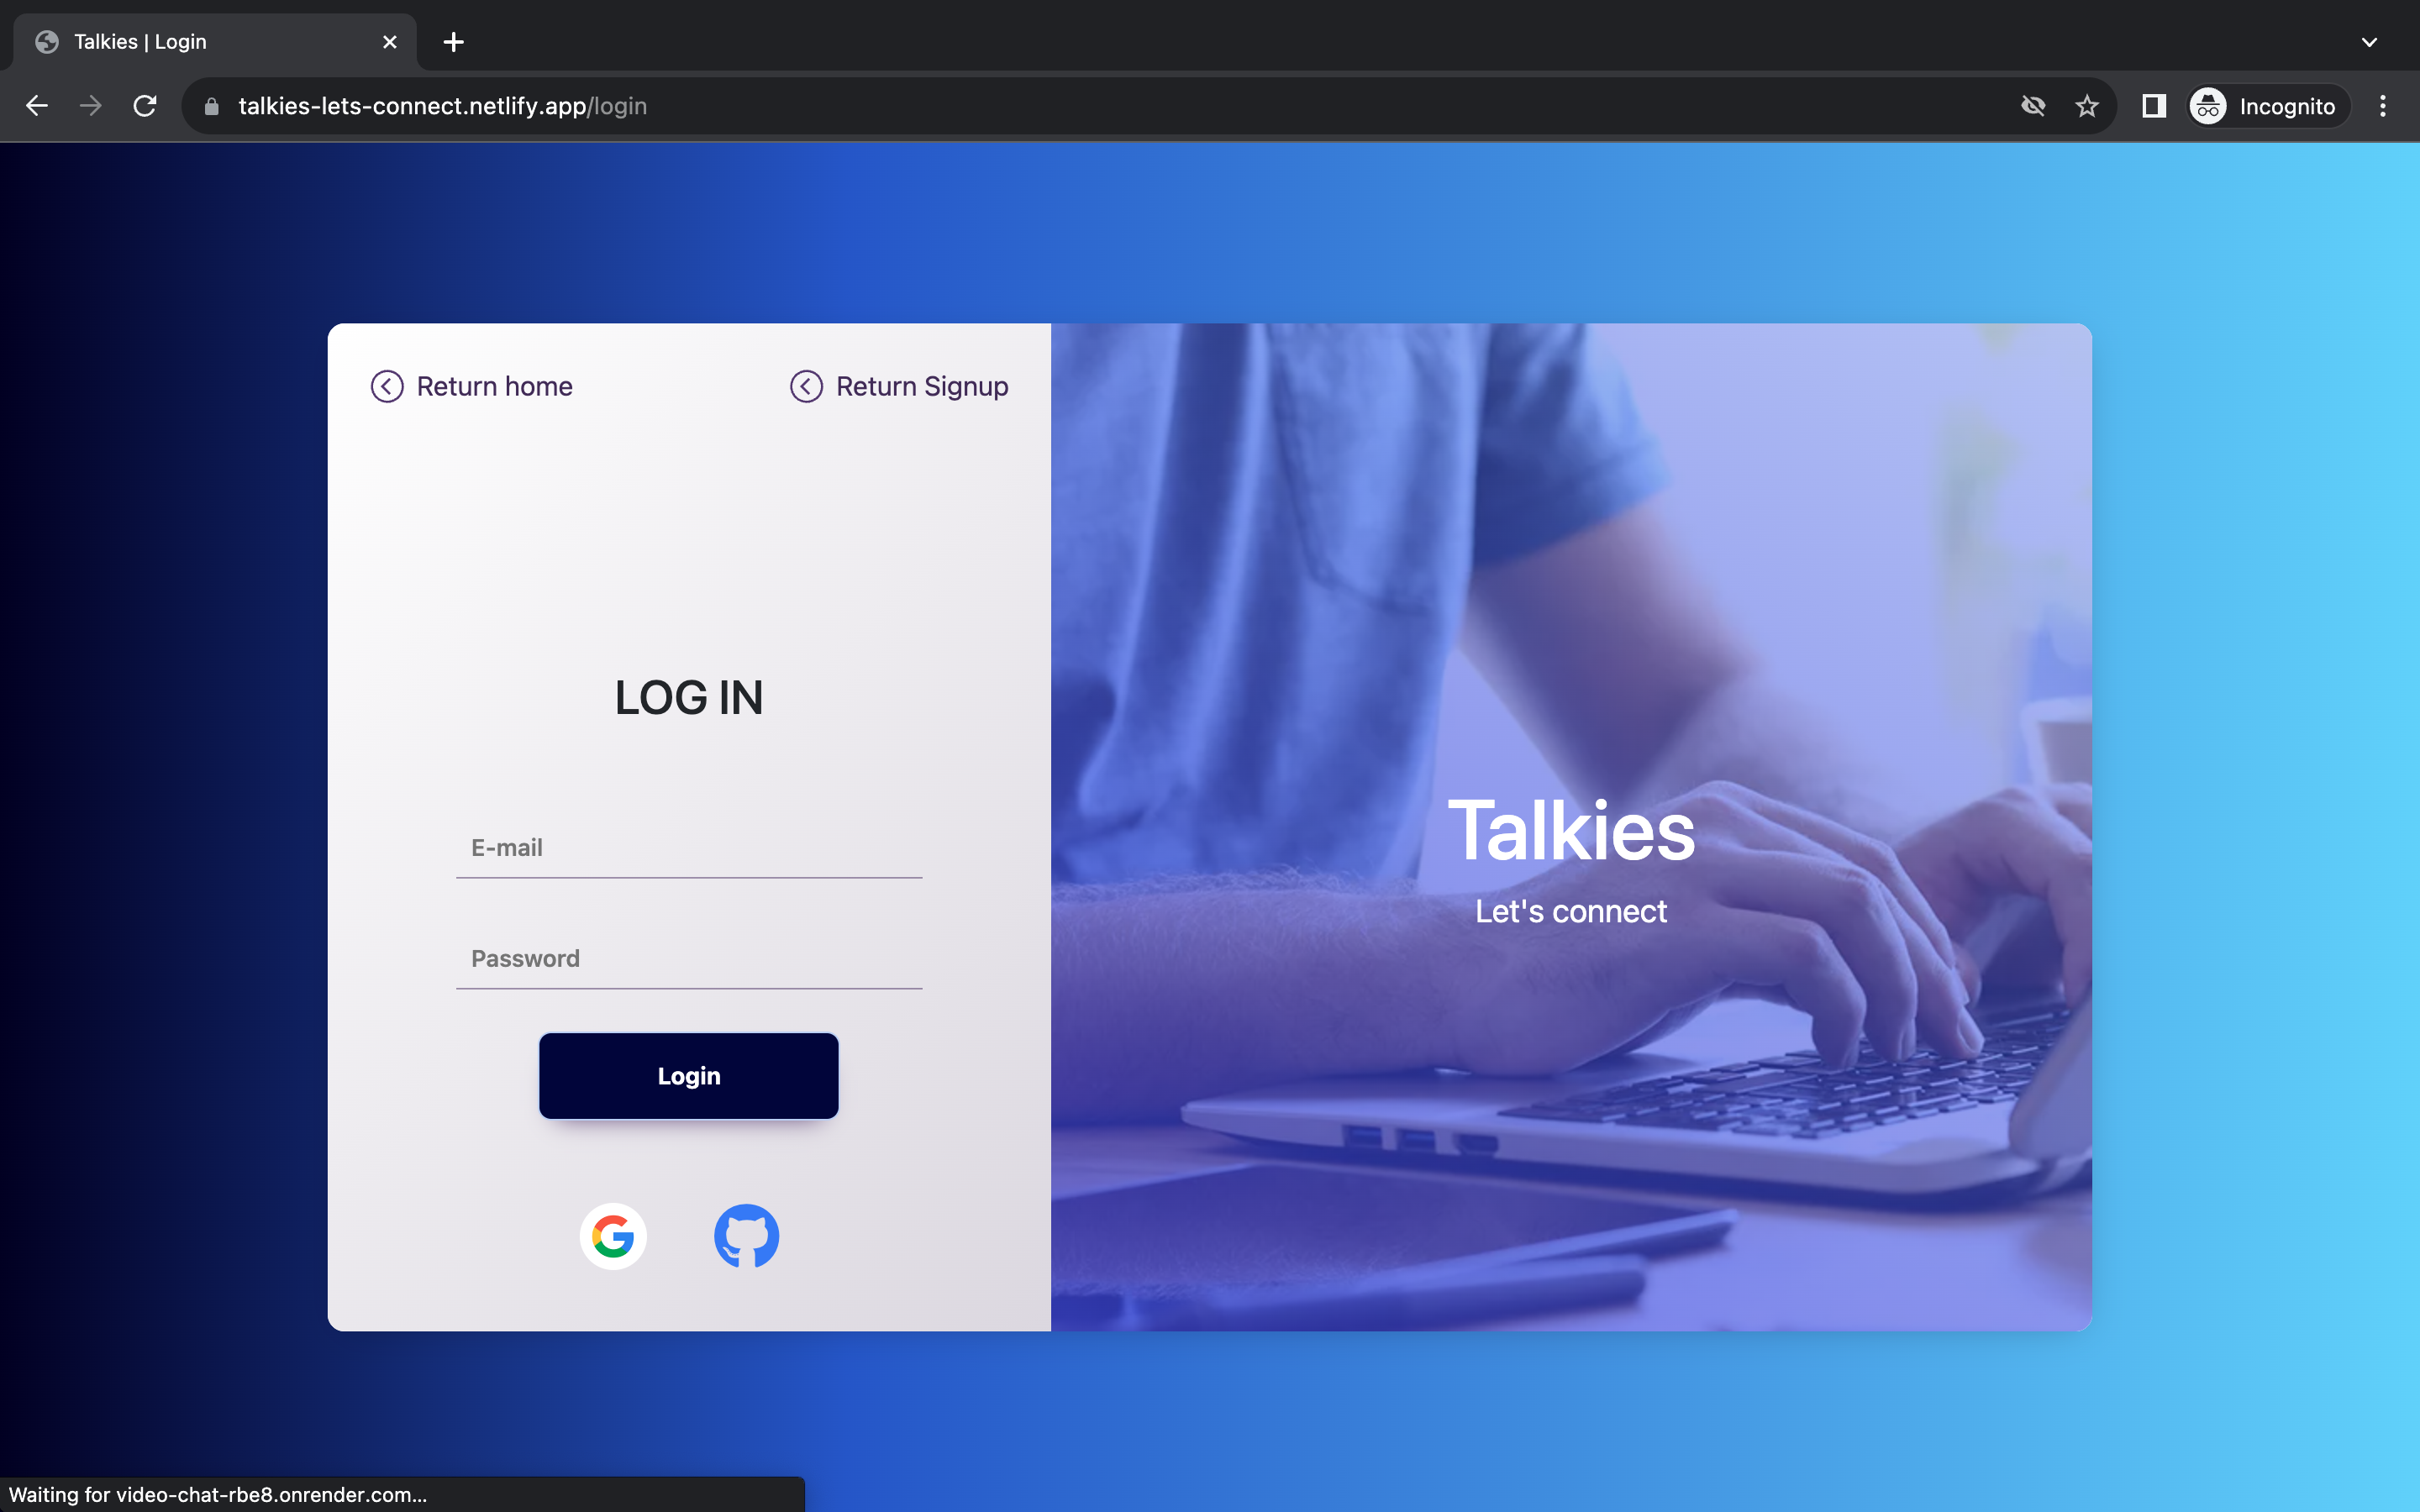 Talkies | Login
talkies-lets-connect.netlify.app/login
Incognito
Return home
Return Signup
LOG IN
E-mail
Password
Login
Talkies
Let's connect
Waiting for video-chat-rbe8.onrender.com...